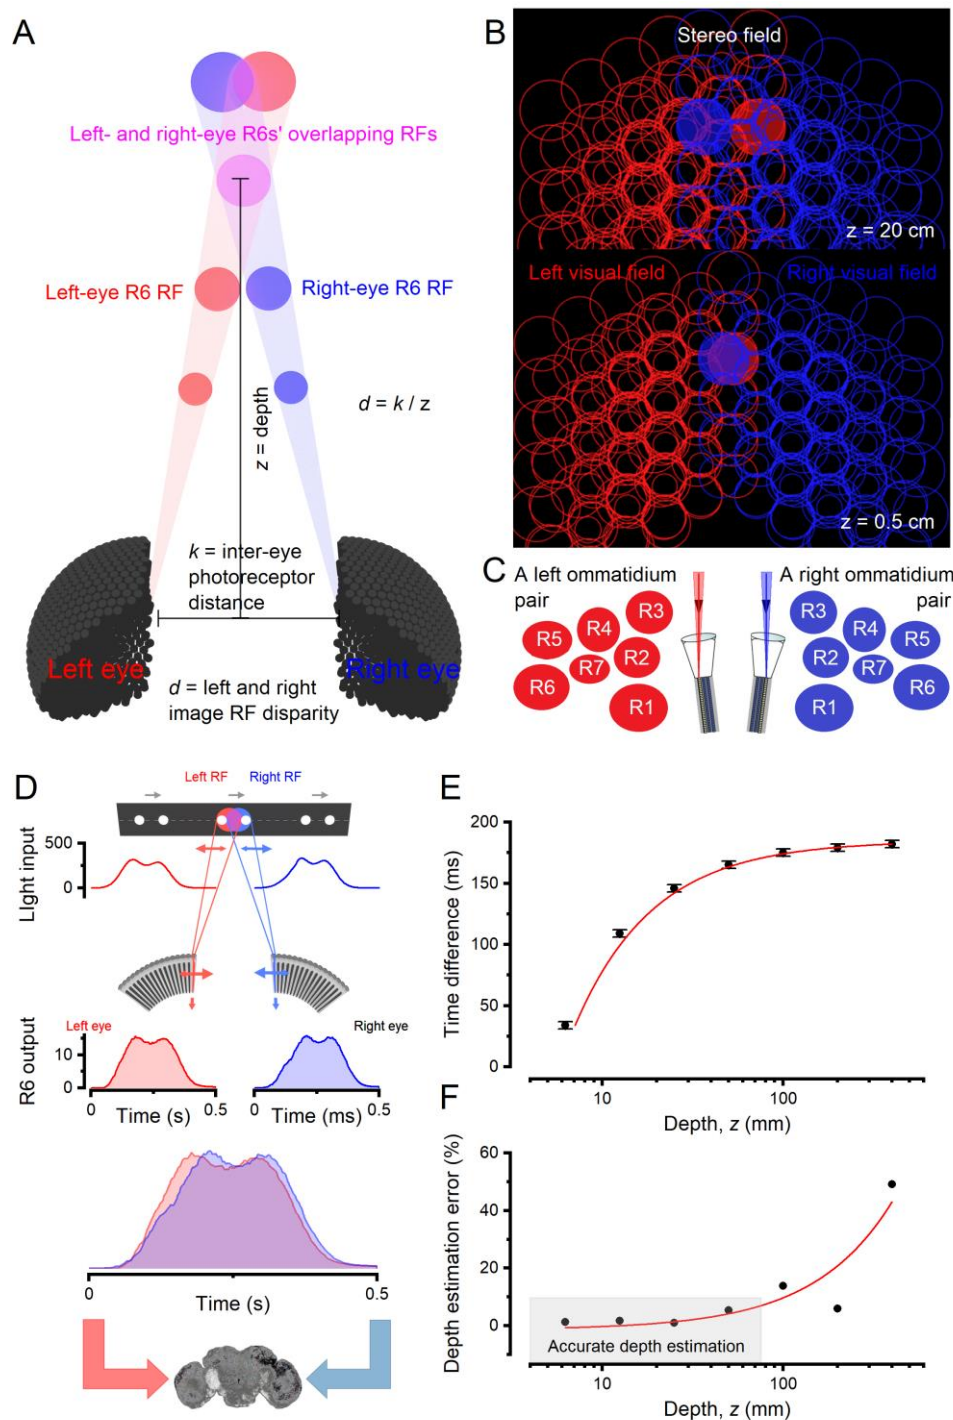 A
Left- and right-eye R6s' overlapping RFs
Left-eye R6 RF
Right-eye R6 RF
d = k / z
z = depth
k = inter-eye
photoreceptor
distance
Left eye
Right eye
d = left and right
image RF disparity
B
Stereo field
z = 20 cm
Left visual field
Right visual field
z = 0.5 cm
C
A left ommatidium
pair
A right ommatidium
pair
R3
R4
R5
R2
R7
R6
R1
R3
R4
R5
R2
R7
R6
R1
D
Left RF
Right RF
LIght input
500
0
Left eye
Right eye
R6 output
10
0
0
0.5
0
0.5
Time (s)
Time (ms)
0
0.5
Time (s)
E
Time difference (ms)
200
150
100
50
0
10
100
Depth, z (mm)
F
Depth estimation error (%)
60
40
20
0
Accurate depth estimation
10
100
Depth, z (mm)